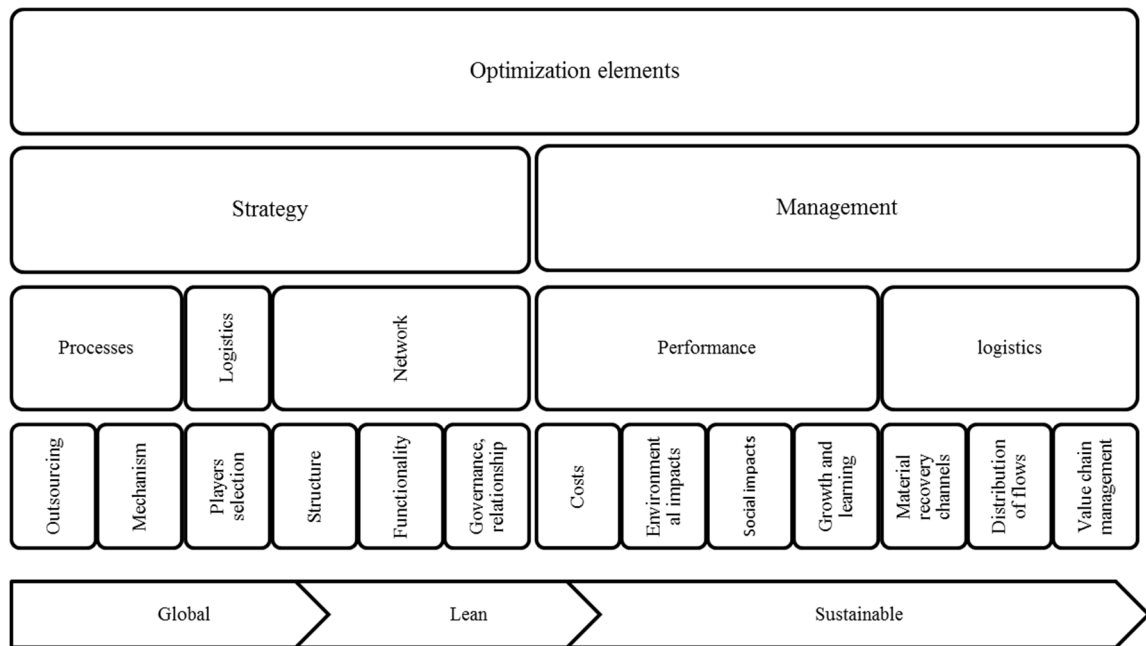 Optimization elements
Strategy
Management
Processes
Logistics
Network
Performance
logistics
Outsourcing
Mechanism
Players
selection
Structure
Functionality
Governance,
relationship
Costs
Environment
al impacts
Social impacts
Growth and
learning
Material
recovery
channels
Distribution
of flows
Value chain
management
Global
Lean
Sustainable